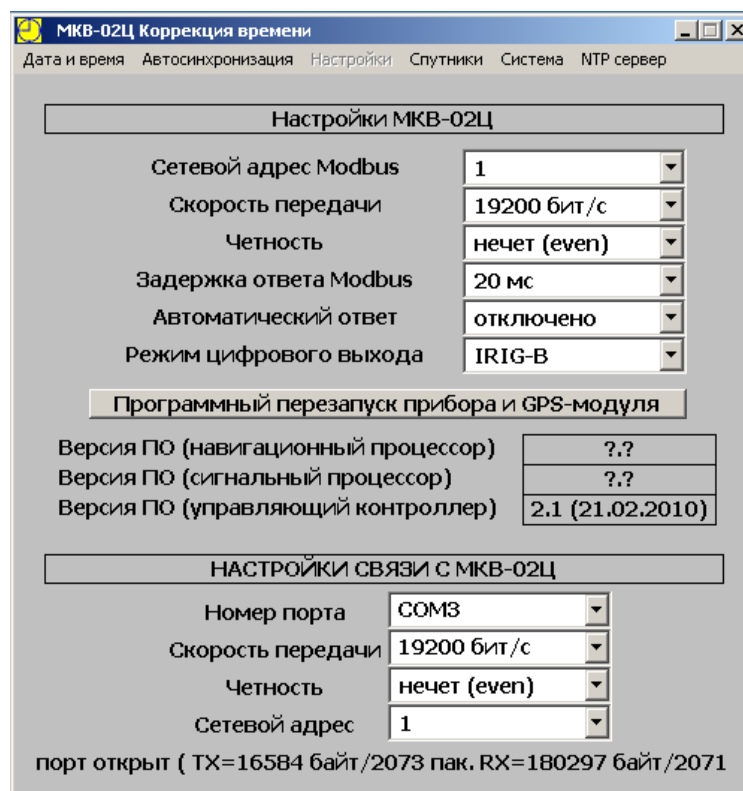 МКВ-02Ц Коррекция времени
Дата и время Автосинхронизация Настройки Спутники Система NTP сервер
Настройки МКВ-02Ц
Сетевой адрес Modbus 1
Скорость передачи 19200 бит/с
Четность нечет (even)
Задержка ответа Modbus 20 мс
Автоматический ответ отключено
Режим цифрового выхода IRIG-B
Программный перезапуск прибора и GPS-модуля
Версия ПО (навигационный процессор) ?.?
Версия ПО (сигнальный процессор) ?.?
Версия ПО (управляющий контроллер) 2.1 (21.02.2010)
НАСТРОЙКИ СВЯЗИ С МКВ-02Ц
Номер порта COM3
Скорость передачи 19200 бит/с
Четность нечет (even)
Сетевой адрес 1
порт открыт ( TX=16584 байт/2073 пак. RX=180297 байт/2071